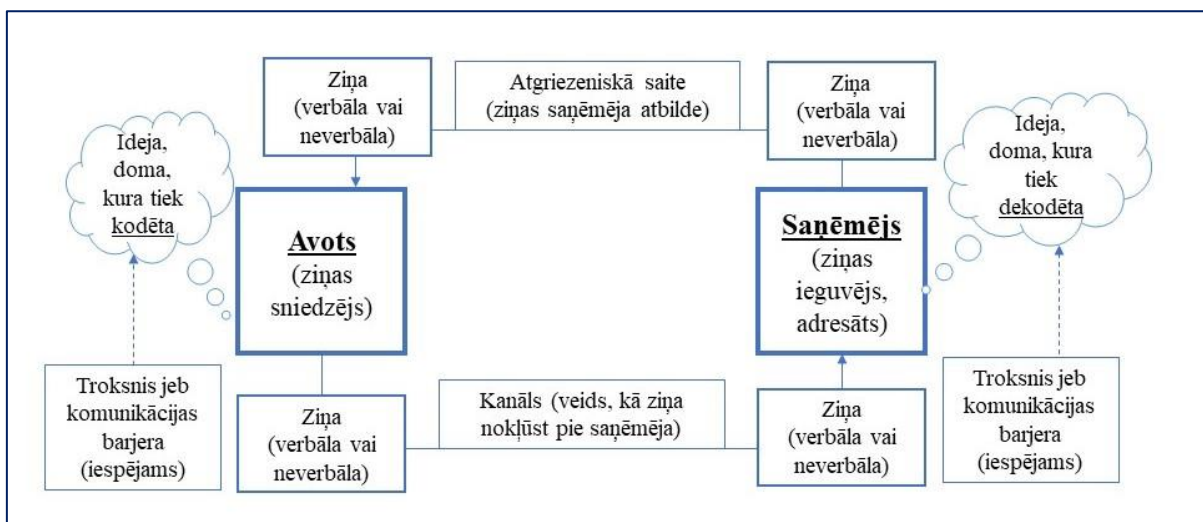 Ziņa
(verbāla vai
neverbāla)
Atgriezeniskā saite
(ziņas saņēmēja atbilde)
Ziņa
(verbāla vai
neverbāla)
Ideja,
doma,
kura tiek
kodēta
Ideja,
doma, kura
tiek
dekodēta
Avots
(ziņas
sniedzējs)
Saņēmējs
(ziņas
ieguvējs,
adresāts)
Troksnis jeb
komunikācijas
barjera
(iespējams)
Ziņa
(verbāla vai
neverbāla)
Kanāls (veids, kā ziņa
nokļūst pie saņēmēja)
Ziņa
(verbāla vai
neverbāla)
Troksnis jeb
komunikācijas
barjera
(iespējams)